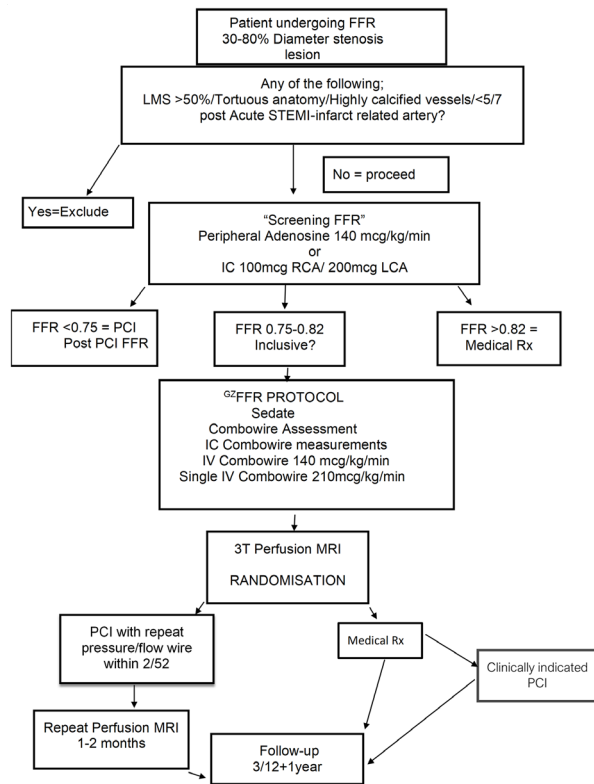 Patient undergoing FFR
30-80% Diameter stenosis
lesion
Any of the following;
LMS >50%/Tortuous anatomy/Highly calcified vessels/<5/7
post Acute STEMI-infarct related artery?
No = proceed
Yes=Exclude
“Screening FFR”
Peripheral Adenosine 140 mcg/kg/min
or
IC 100mcg RCA/ 200mcg LCA
FFR <0.75 = PCI
Post PCI FFR
FFR 0.75-0.82
Inclusive?
FFR >0.82 =
Medical Rx
GZFFR PROTOCOL
Sedate
Combowire Assessment
IC Combowire measurements
IV Combowire 140 mcg/kg/min
Single IV Combowire 210mcg/kg/min
3T Perfusion MRI
RANDOMISATION
PCI with repeat
pressure/flow wire
within 2/52
Medical Rx
Clinically indicated
PCI
Repeat Perfusion MRI
1-2 months
Follow-up
3/12+1year